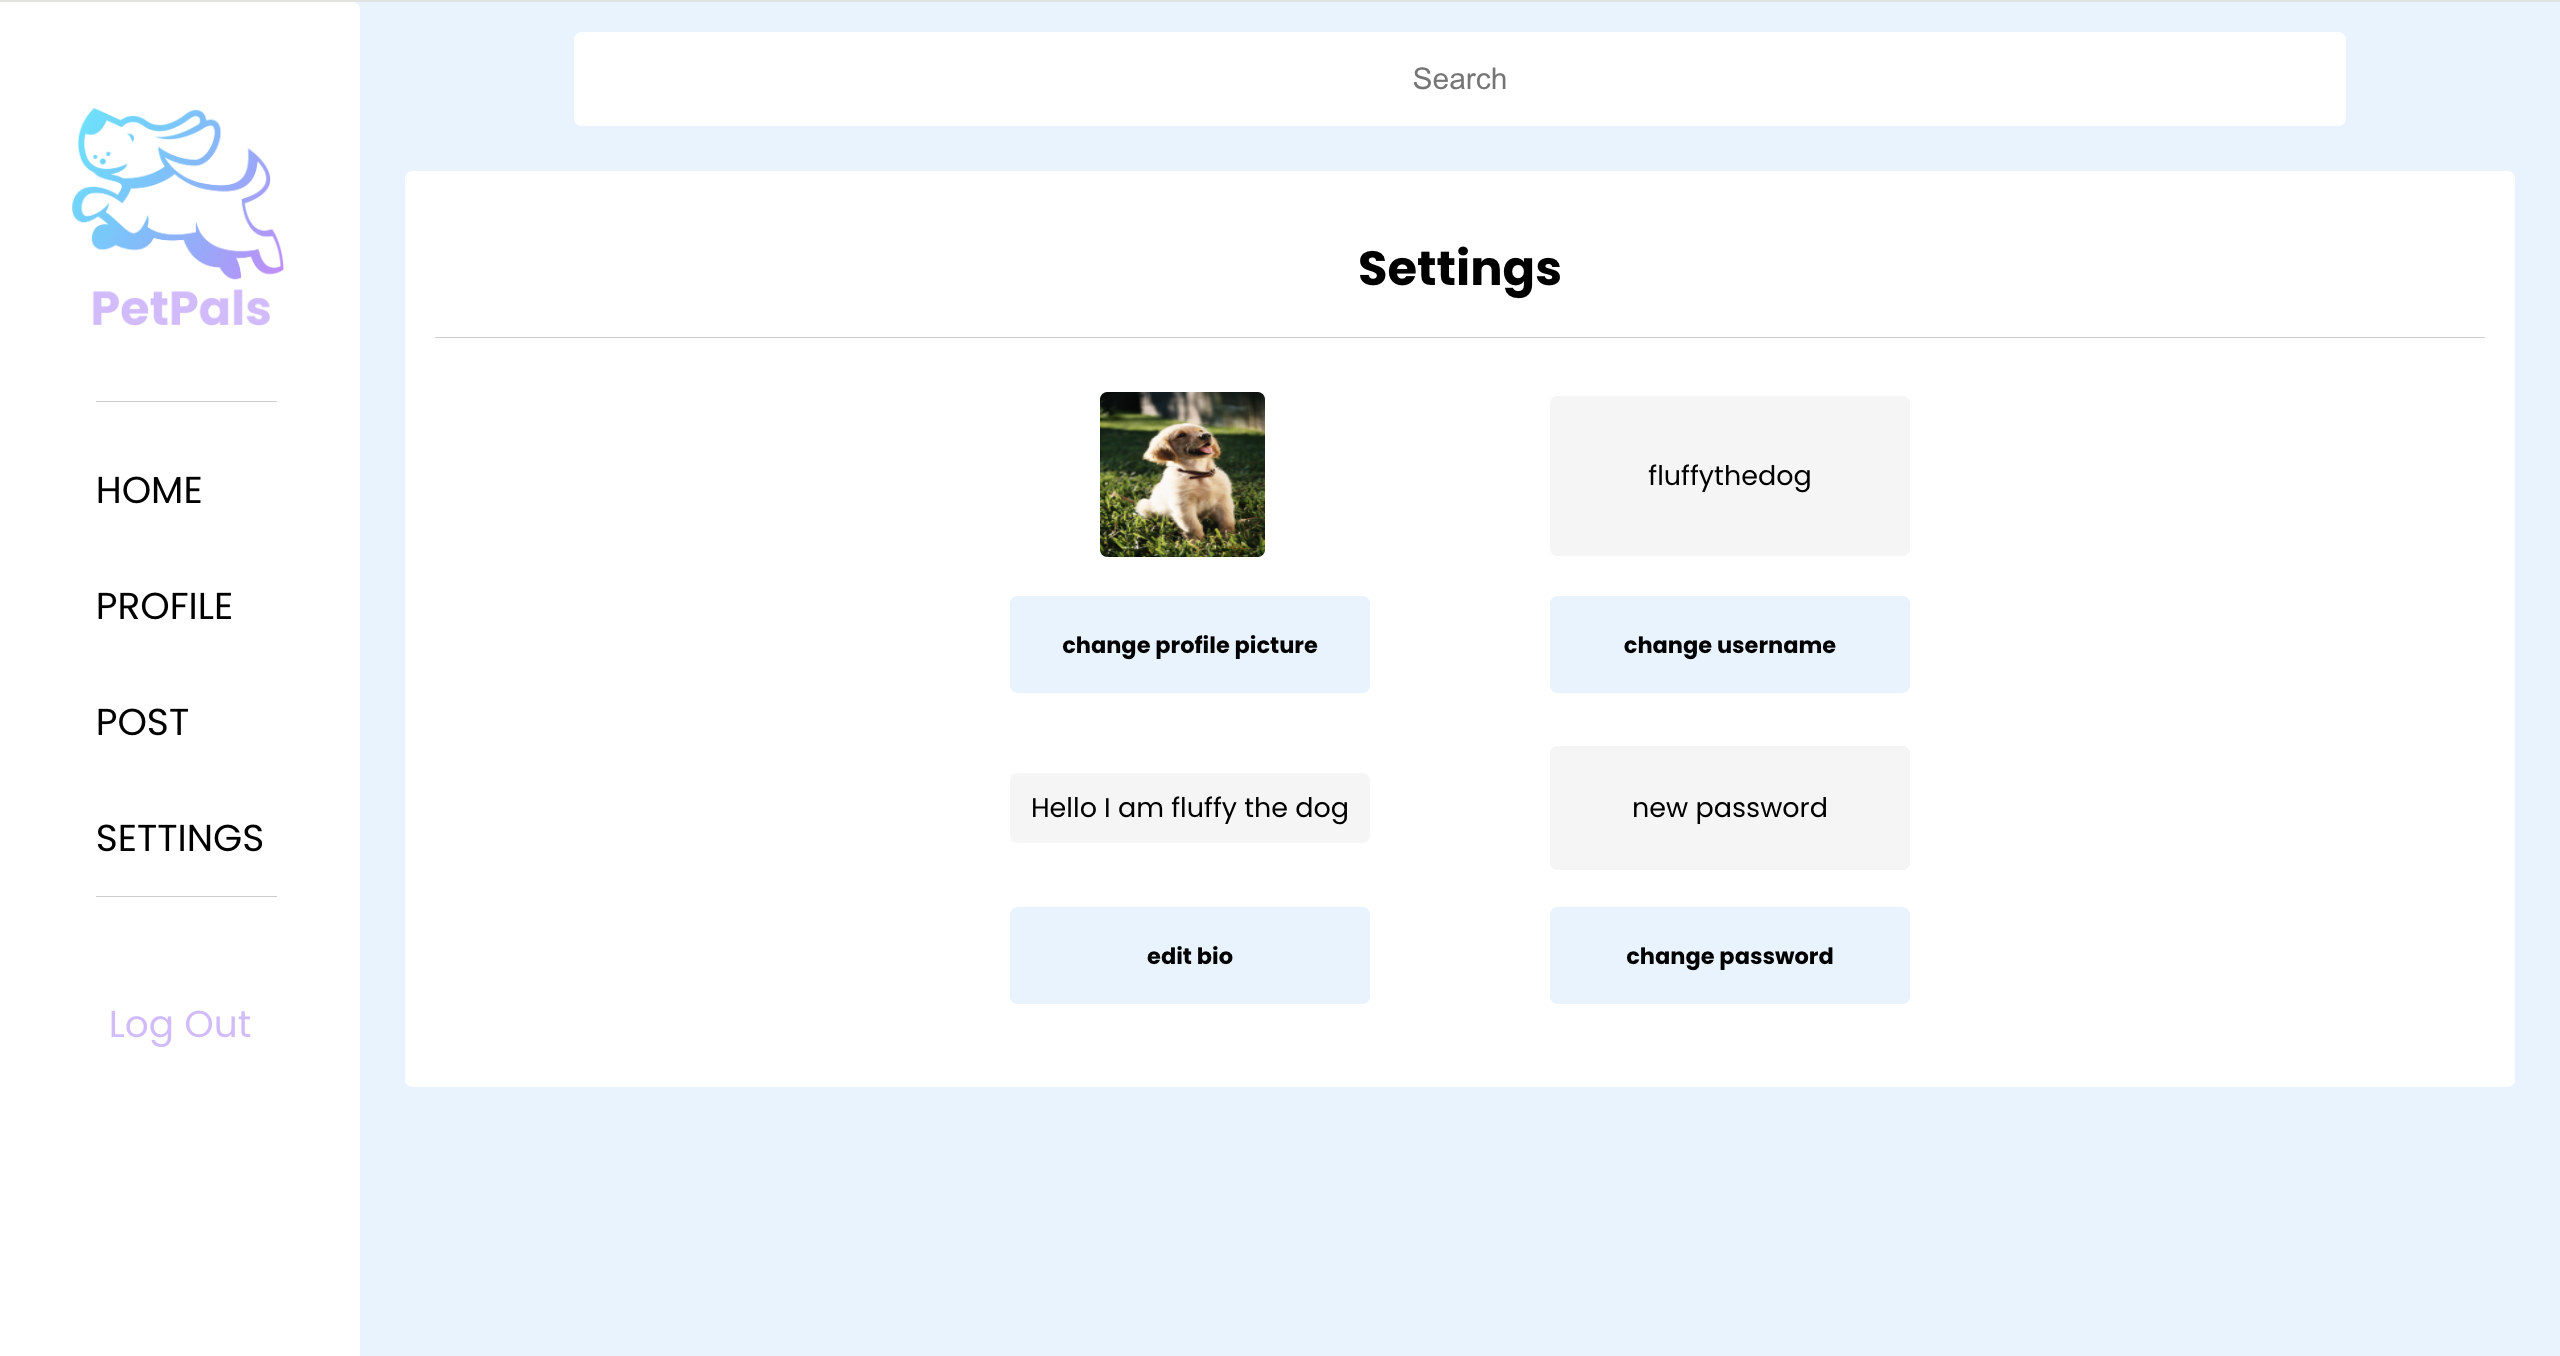 Search
PetPals
HOME
PROFILE
POST
SETTINGS
Log Out
Settings
fluffythedog
change profile picture
change username
Hello I am fluffy the dog
new password
edit bio
change password